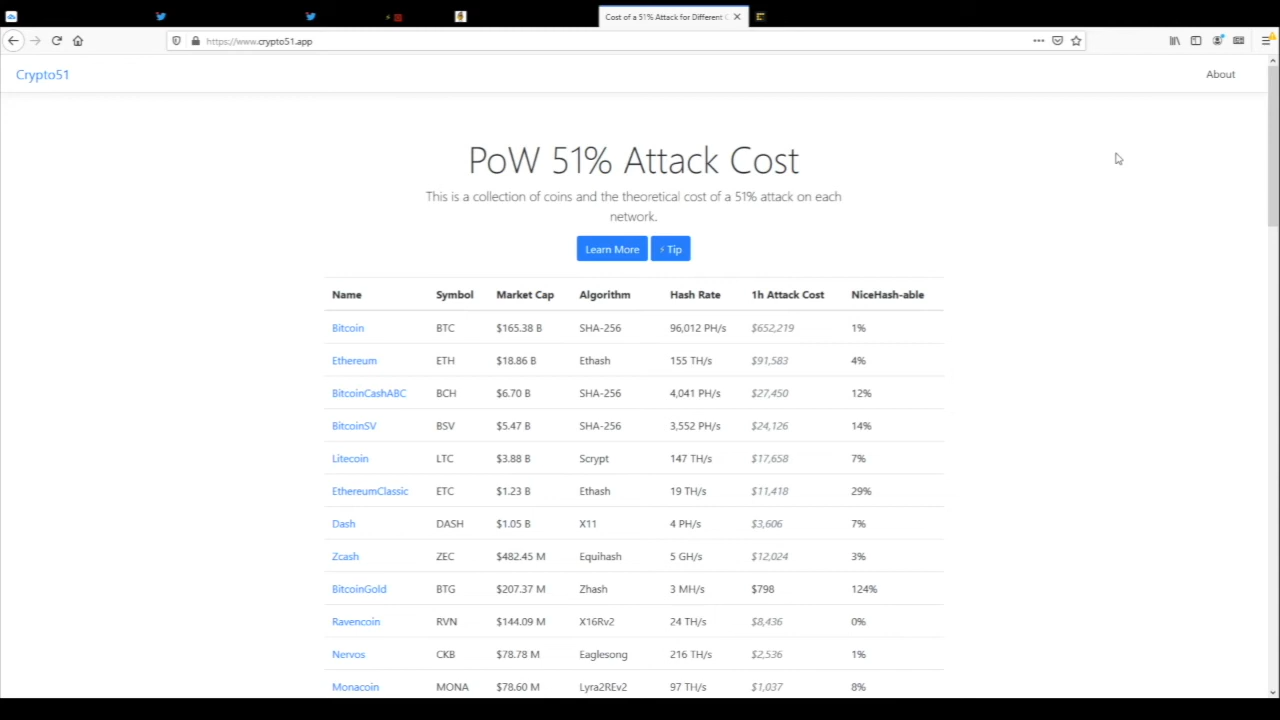 Cost of a 51% Attack for Different
https://www.crypto51.app
Crypto51
About
PoW 51% Attack Cost
This is a collection of coins and the theoretical cost of a 51% attack on each
network.
Learn More ⚡ Tip
Name Symbol Market Cap Algorithm Hash Rate 1h Attack Cost NiceHash-able
Bitcoin BTC $165.38 B SHA-256 96,012 PH/s $652,219 1%
Ethereum ETH $18.86 B Ethash 155 TH/s $91,583 4%
BitcoinCashABC BCH $6.70 B SHA-256 4,041 PH/s $27,450 12%
BitcoinSV BSV $5.47 B SHA-256 3,552 PH/s $24,126 14%
Litecoin LTC $3.88 B Scrypt 147 TH/s $17,658 7%
EthereumClassic ETC $1.23 B Ethash 19 TH/s $11,418 29%
Dash DASH $1.05 B X11 4 PH/s $3,606 7%
Zcash ZEC $482.45 M Equihash 5 GH/s $12,024 3%
BitcoinGold BTG $207.37 M Zhash 3 MH/s $798 124%
Ravencoin RVN $144.09 M X16Rv2 24 TH/s $8,436 0%
Nervos CKB $78.78 M Eaglesong 216 TH/s $2,536 1%
Monacoin MONA $78.60 M Lyra2REv2 97 TH/s $1,037 8%